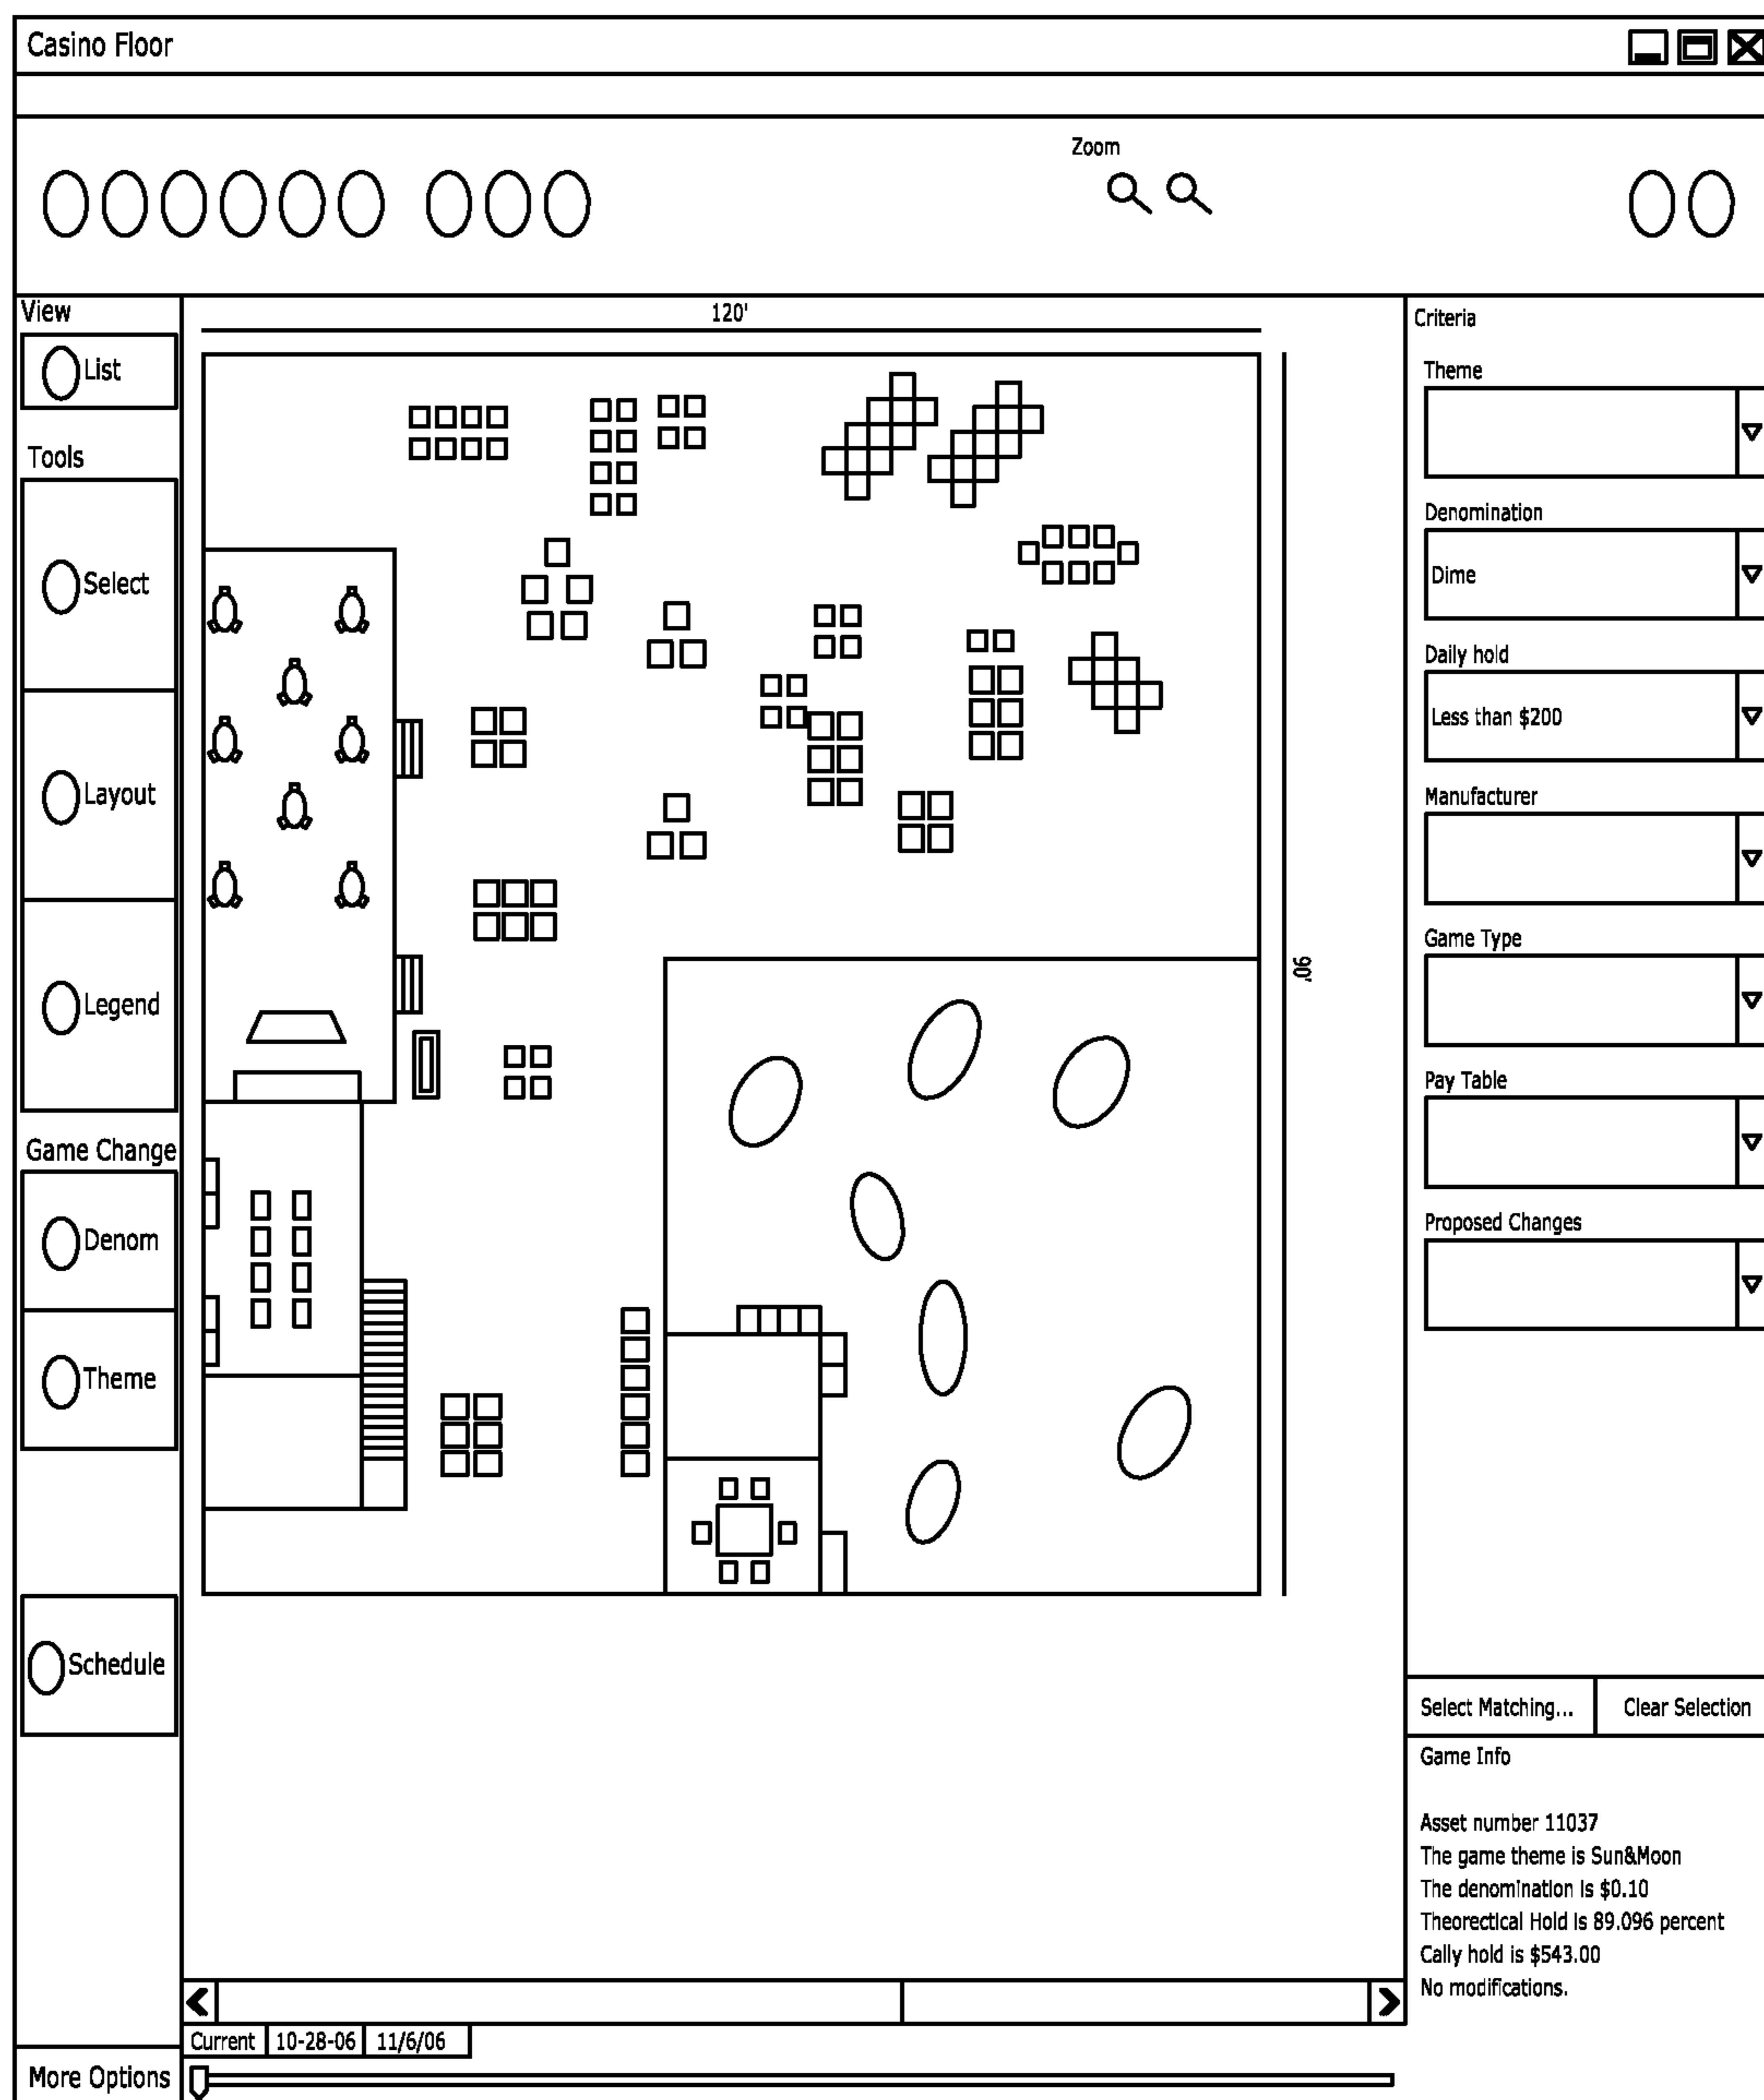 Casino Floor
Zoom
View
List
Tools
Select
Layout
Legend
Game Change
Denom
Theme
Schedule
More Options
120'
90'
Current 10-28-06 11/6/06
Criteria
Theme
Denomination
Dime
Daily hold
Less than $200
Manufacturer
Game Type
Pay Table
Proposed Changes
Select Matching... Clear Selection
Game Info
Asset number 11037
The game theme is Sun&Moon
The denomination is $0.10
Theorectical Hold is 89.096 percent
Cally hold is $543.00
No modifications.